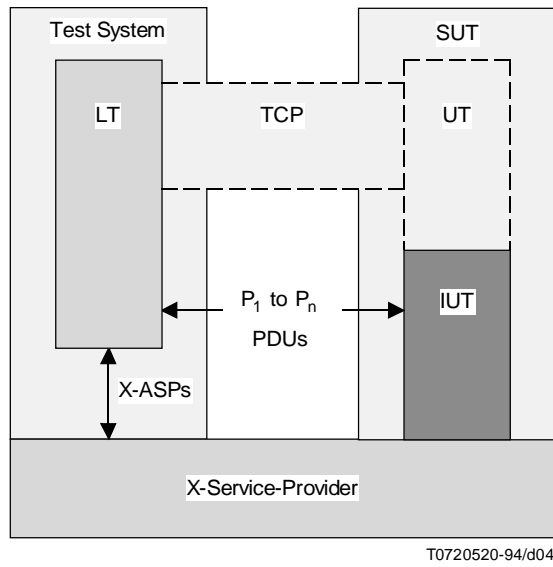 Test System
SUT
LT
TCP
UT
P₁ to Pₙ
PDUs
IUT
X-ASPs
X-Service-Provider
T0720520-94/d04